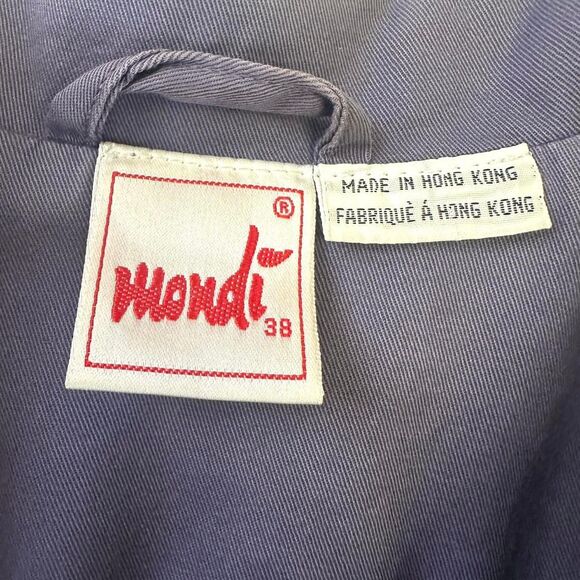 ®
mondi
38
MADE IN HONG KONG
FABRIQUÈ Á HONG KONG